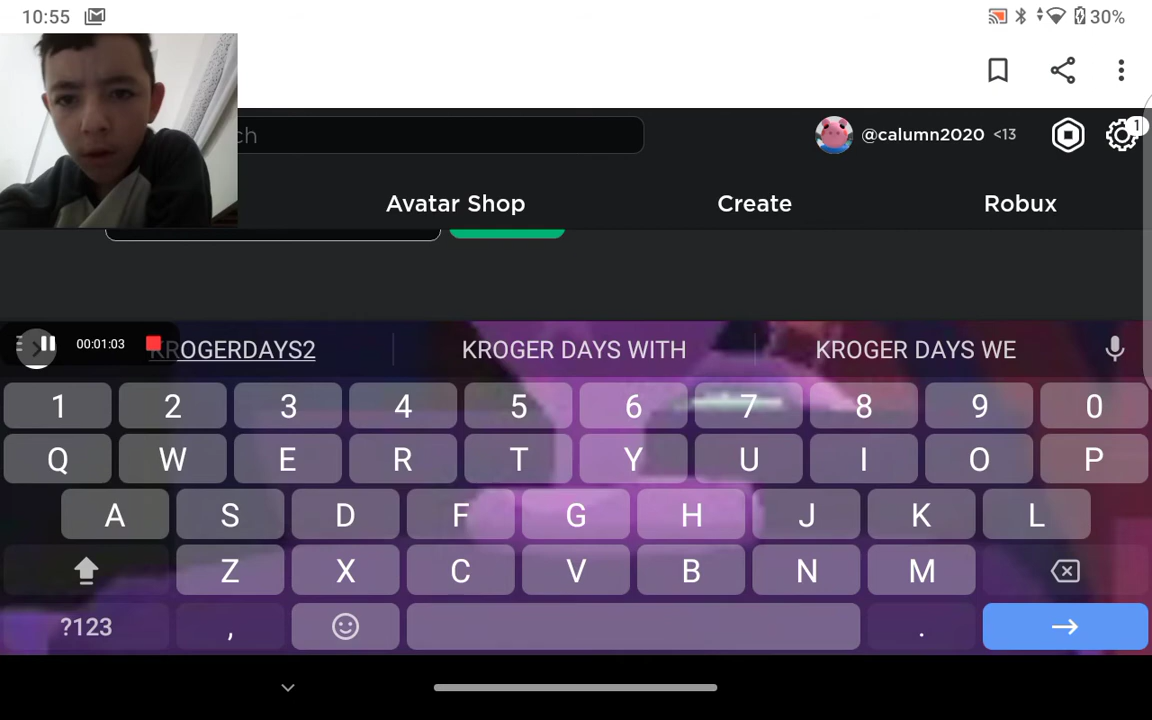 10:55 30%
ch @calumn2020 <13 1
Avatar Shop Create Robux
00:01:03 KROGERDAYS2 KROGER DAYS WITH KROGER DAYS WE
1 2 3 4 5 6 7 8 9 0
Q W E R T Y U I O P
A S D F G H J K L
Z X C V B N M
?123 , .